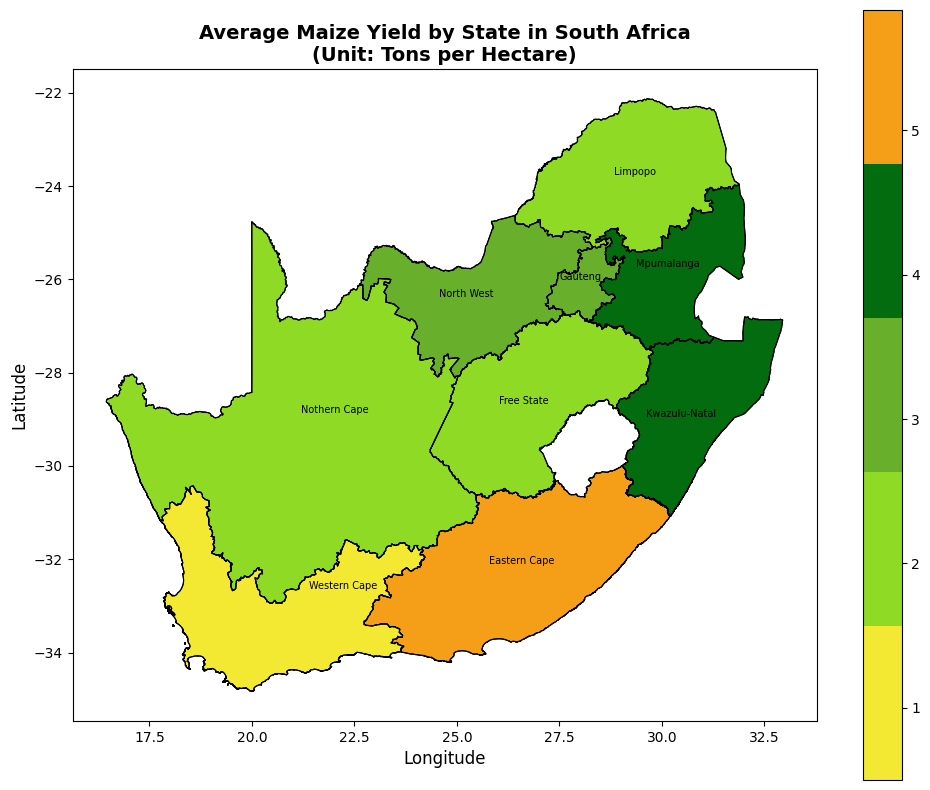 Average Maize Yield by State in South Africa
(Unit: Tons per Hectare)
−22
−24
−26
−28
−30
−32
−34
Latitude
Limpopo
Mpumalanga
Gauteng
North West
Free State
Nothern Cape
Kwazulu-Natal
Eastern Cape
Western Cape
17.5 20.0 22.5 25.0 27.5 30.0 32.5
Longitude
5
4
3
2
1